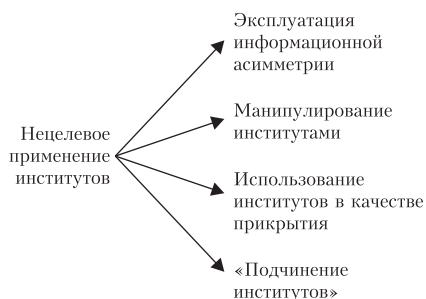 Эксплуатация
информационной
асимметрии
Манипулирование
институтами
Нецелевое
применение
институтов
Использование
институтов в качестве
прикрытия
«Подчинение
институтов»